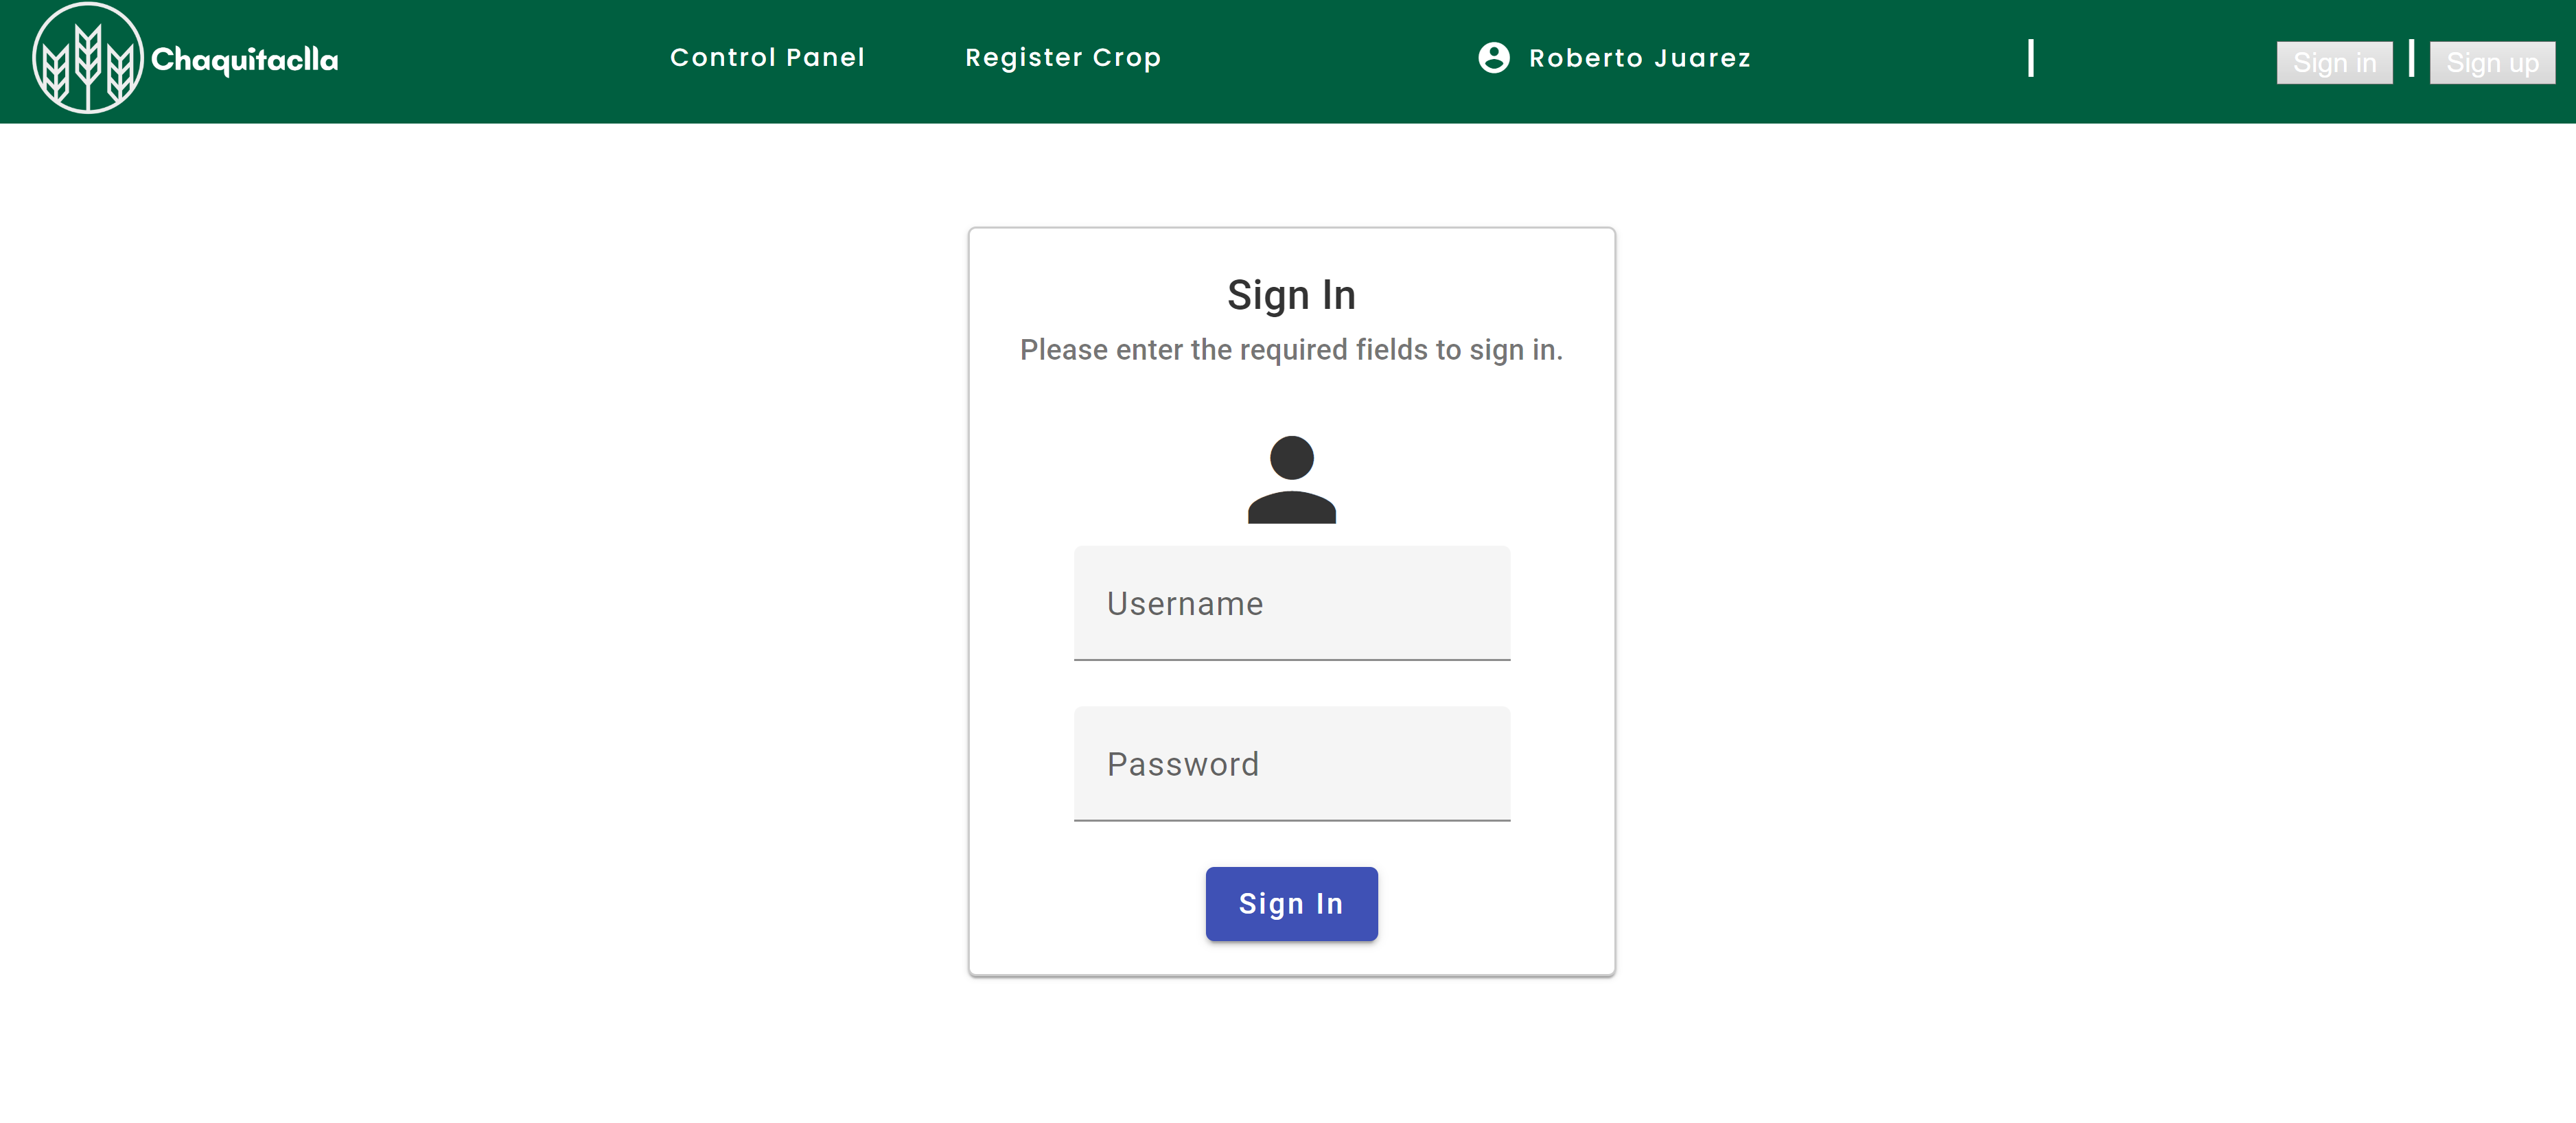 Chaquitaclla
Control Panel
Register Crop
Roberto Juarez
|
Sign in | Sign up
Sign In
Please enter the required fields to sign in.
Username
Password
Sign In